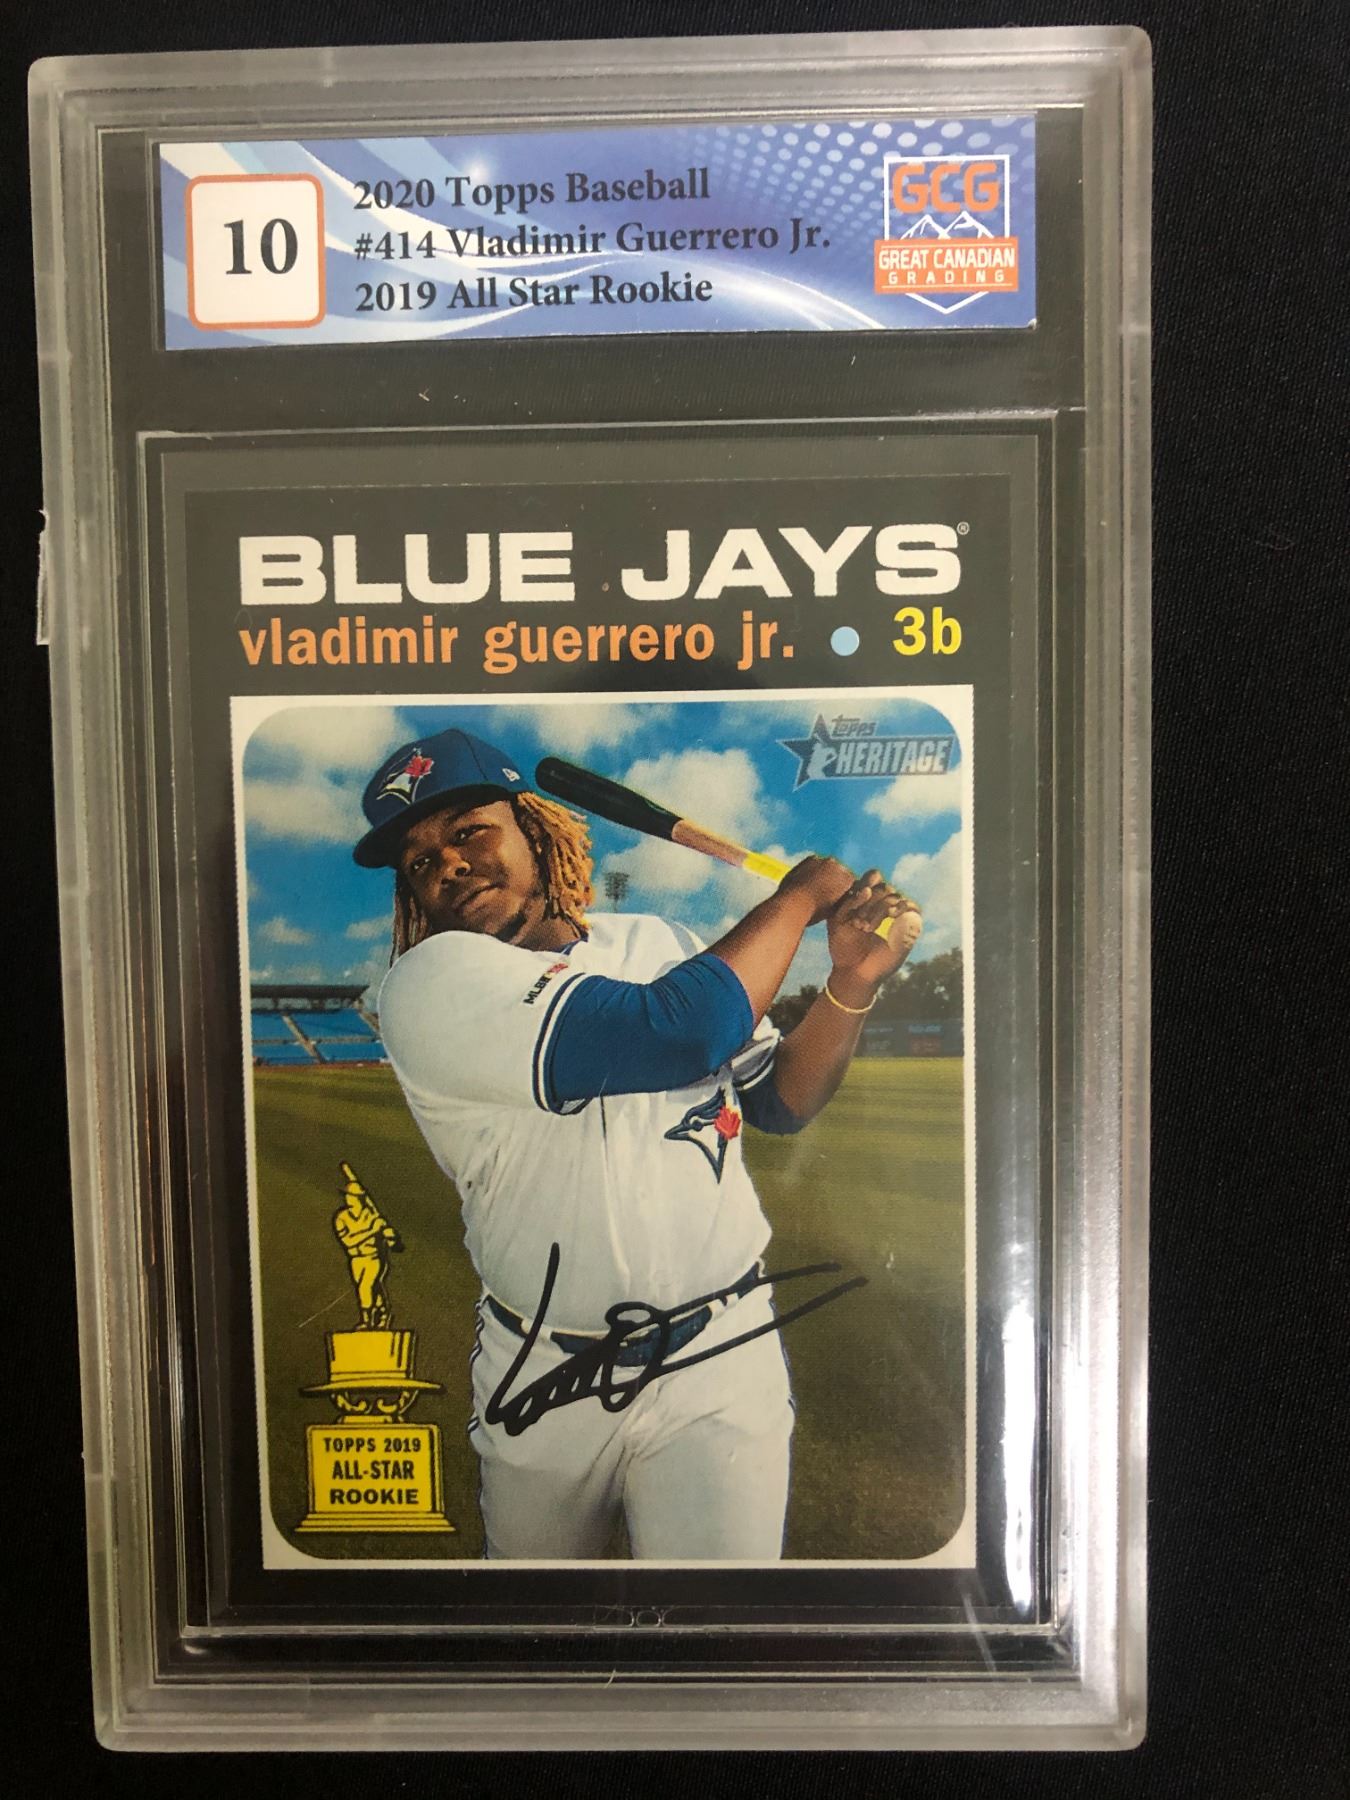 10
2020 Topps Baseball
#414 Vladimir Guerrero Jr.
2019 All Star Rookie
GCG
GREAT CANADIAN
GRADING
BLUE JAYS®
vladimir guerrero jr. • 3b
Topps
HERITAGE
MLBX
TOPPS 2019
ALL-STAR
ROOKIE